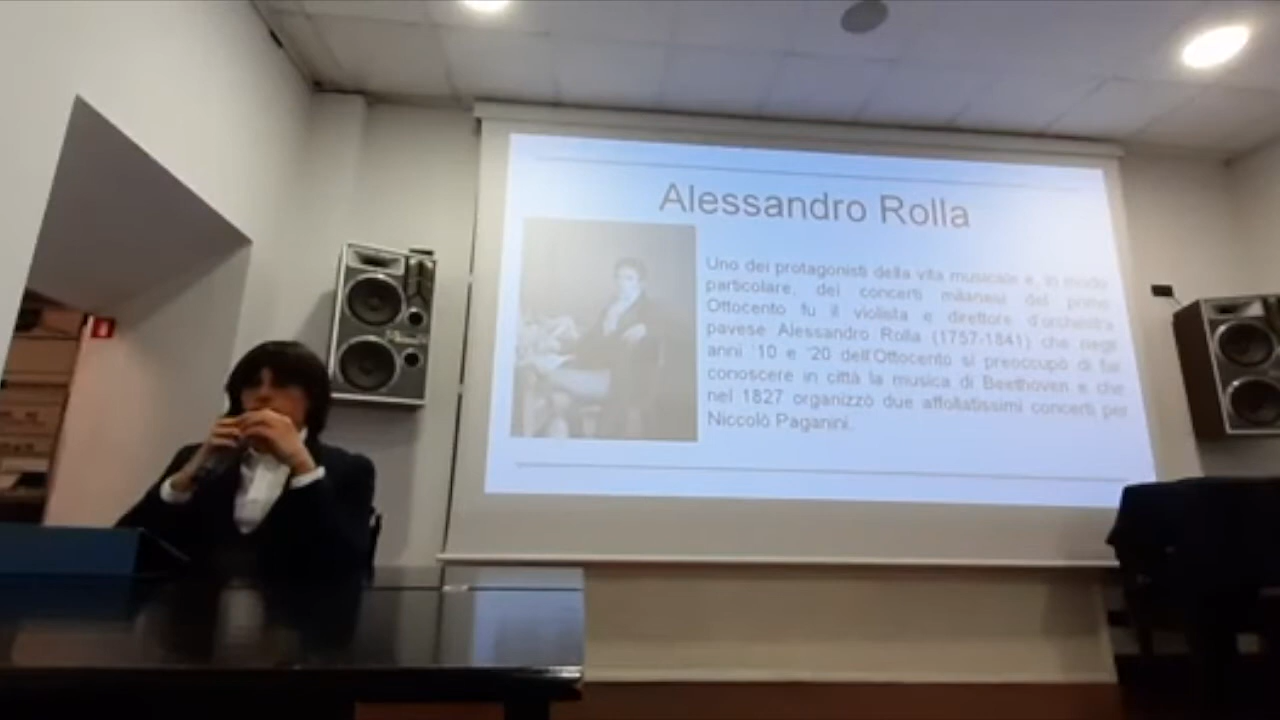 Alessandro Rolla
Uno dei protagonisti della vita musicale e, in modo
particolare, dei concerti milanesi del primo
Ottocento fu il violista e direttore d'orchestra
pavese Alessandro Rolla (1757-1841) che negli
anni '10 e '20 dell'Ottocento si preoccupò di far
conoscere in città la musica di Beethoven e che
nel 1827 organizzò due affollatissimi concerti per
Niccolò Paganini.